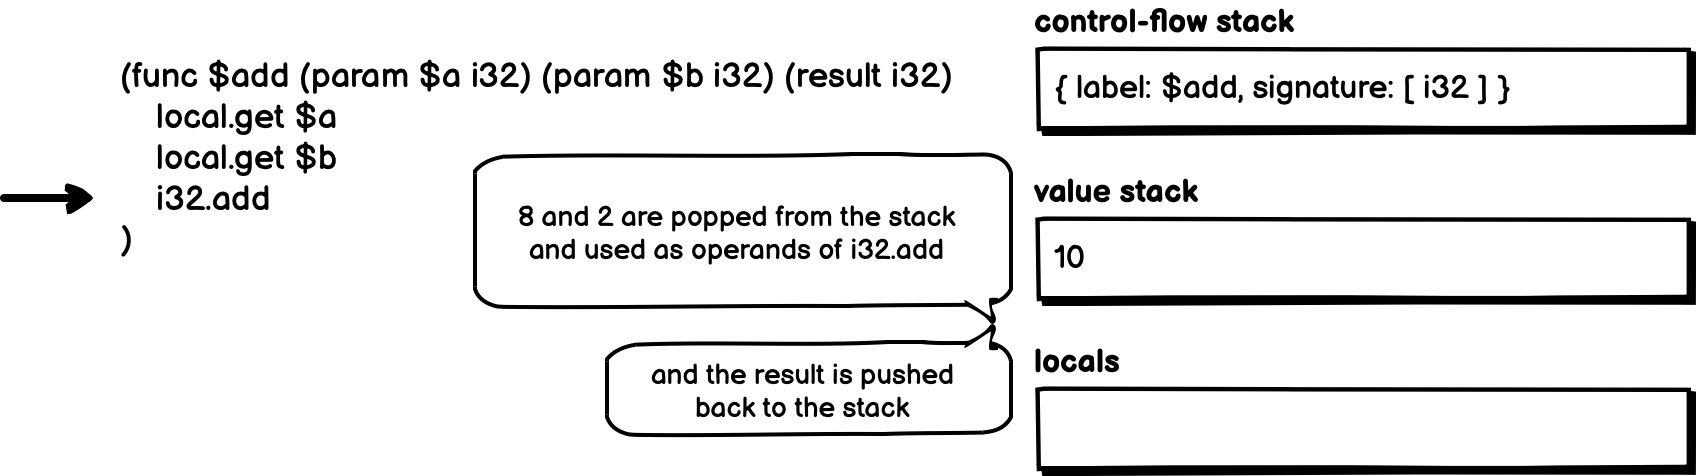 (func $add (param $a i32) (param $b i32) (result i32)
local.get $a
local.get $b
i32.add
)
8 and 2 are popped from the stack
and used as operands of i32.add
and the result is pushed
back to the stack
control-flow stack
{ label: $add, signature: [ i32 ] }
value stack
10
locals